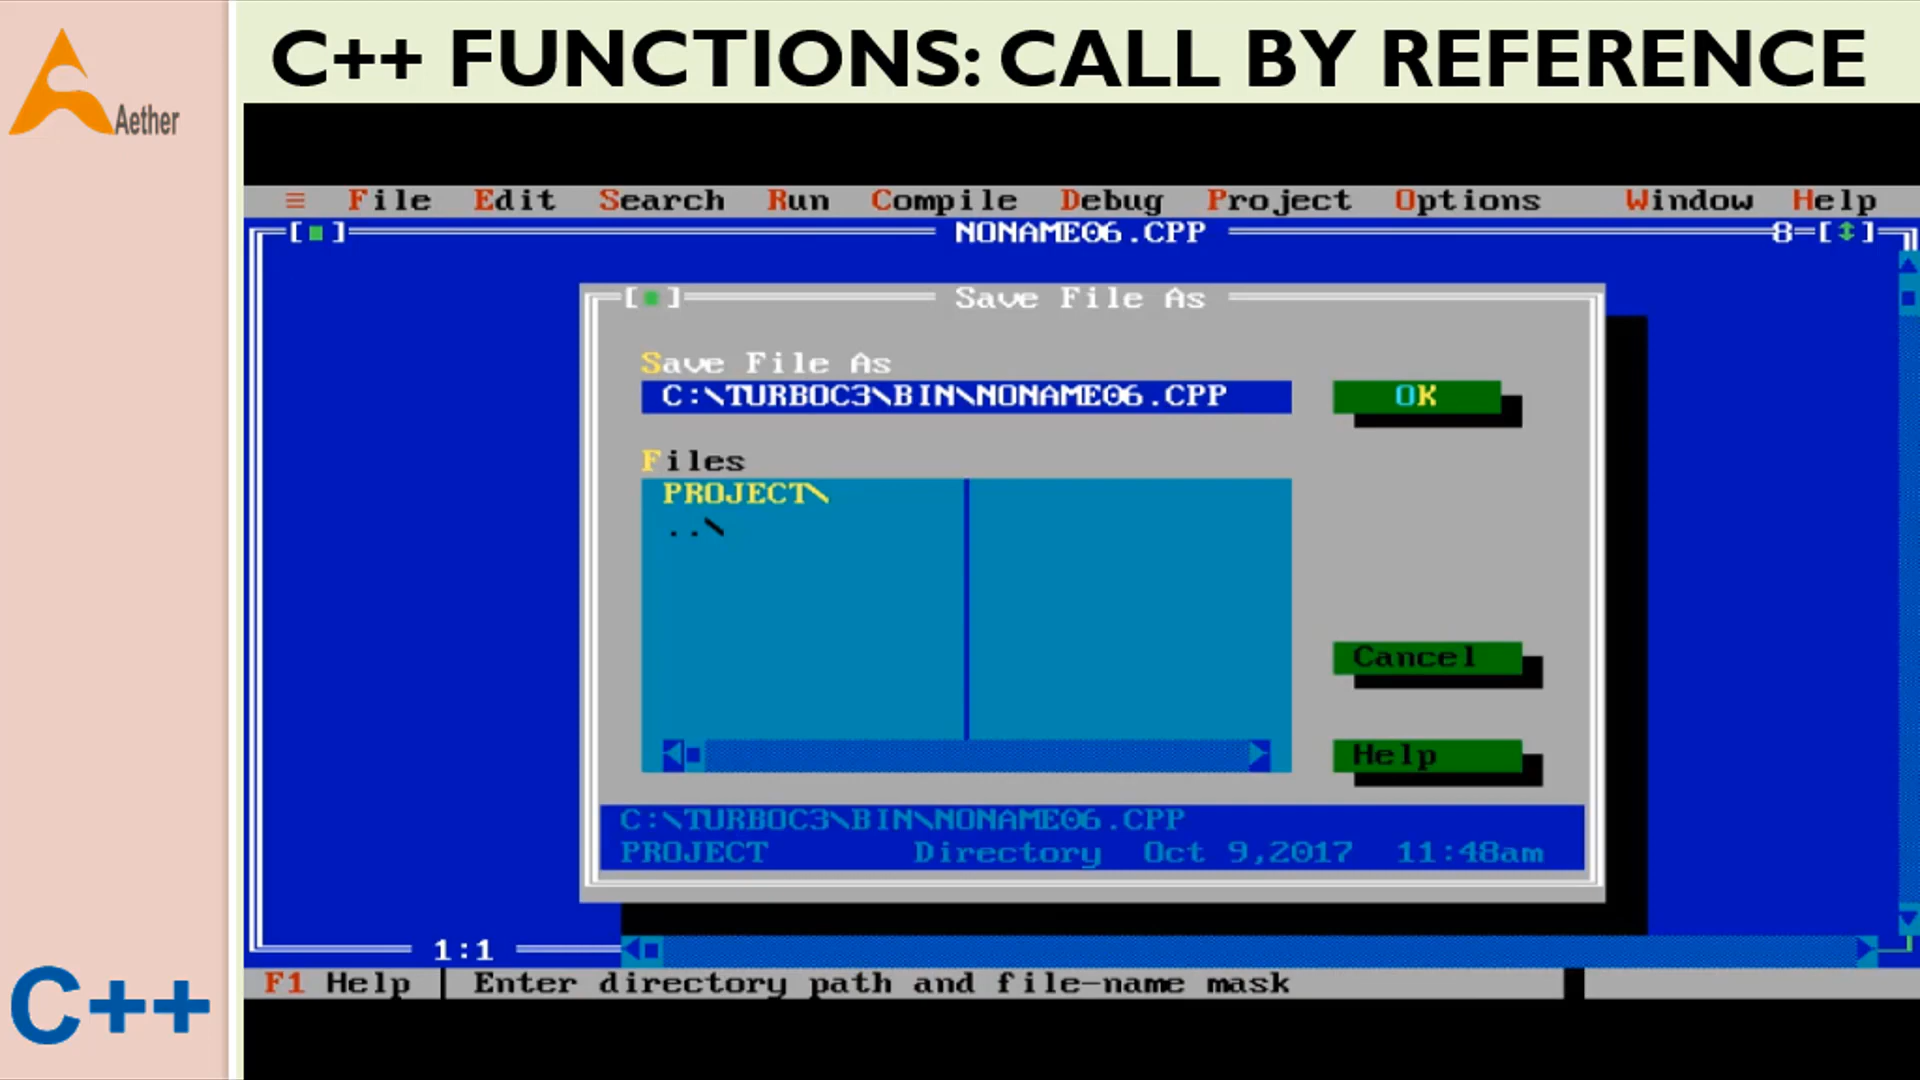 C++ FUNCTIONS: CALL BY REFERENCE
Aether
≡ File Edit Search Run Compile Debug Project Options Window Help
[■] NONAME06.CPP 8=[↕]
[■] Save File As
Save File As
C:\TURBOC3\BIN\NONAME06.CPP OK
Files
PROJECT\
..\
Cancel
Help
C:\TURBOC3\BIN\NONAME06.CPP
PROJECT Directory Oct 9,2017 11:48am
1:1
F1 Help | Enter directory path and file-name mask
C++